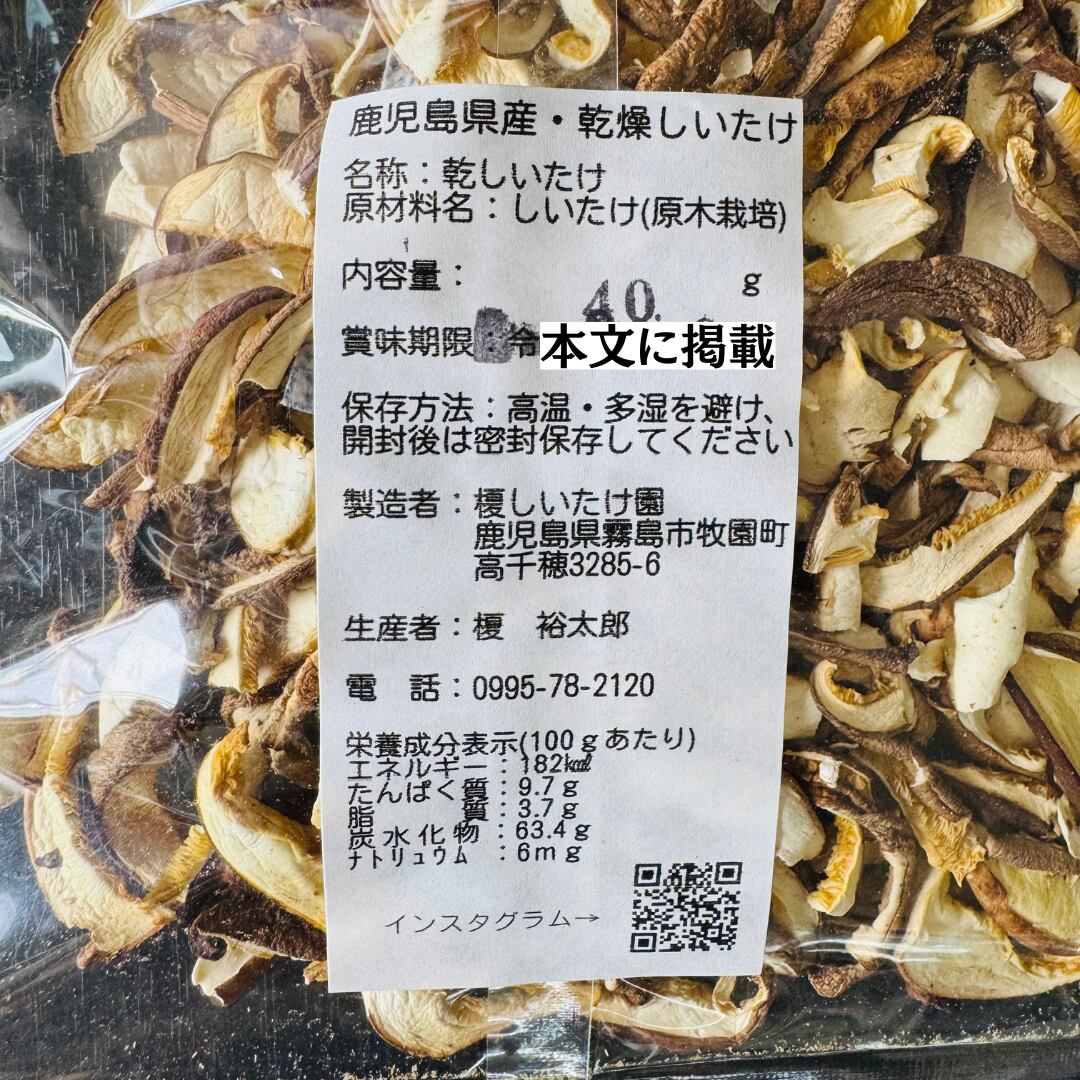 鹿児島県産・乾燥しいたけ
名称：乾しいたけ
原材料名：しいたけ(原木栽培)
内容量： 40. g
賞味期限：令本文に掲載
保存方法：高温・多湿を避け、
開封後は密封保存してください
製造者：榎しいたけ園
鹿児島県霧島市牧園町
高千穂3285-6
生産者：榎　裕太郎
電　話：0995-78-2120
栄養成分表示(100ｇあたり)
エネルギー：182㎉
たんぱく質：9.7ｇ
脂　　　質：3.7ｇ
炭水化物：63.4ｇ
ナトリュウム：6ｍｇ
インスタグラム→